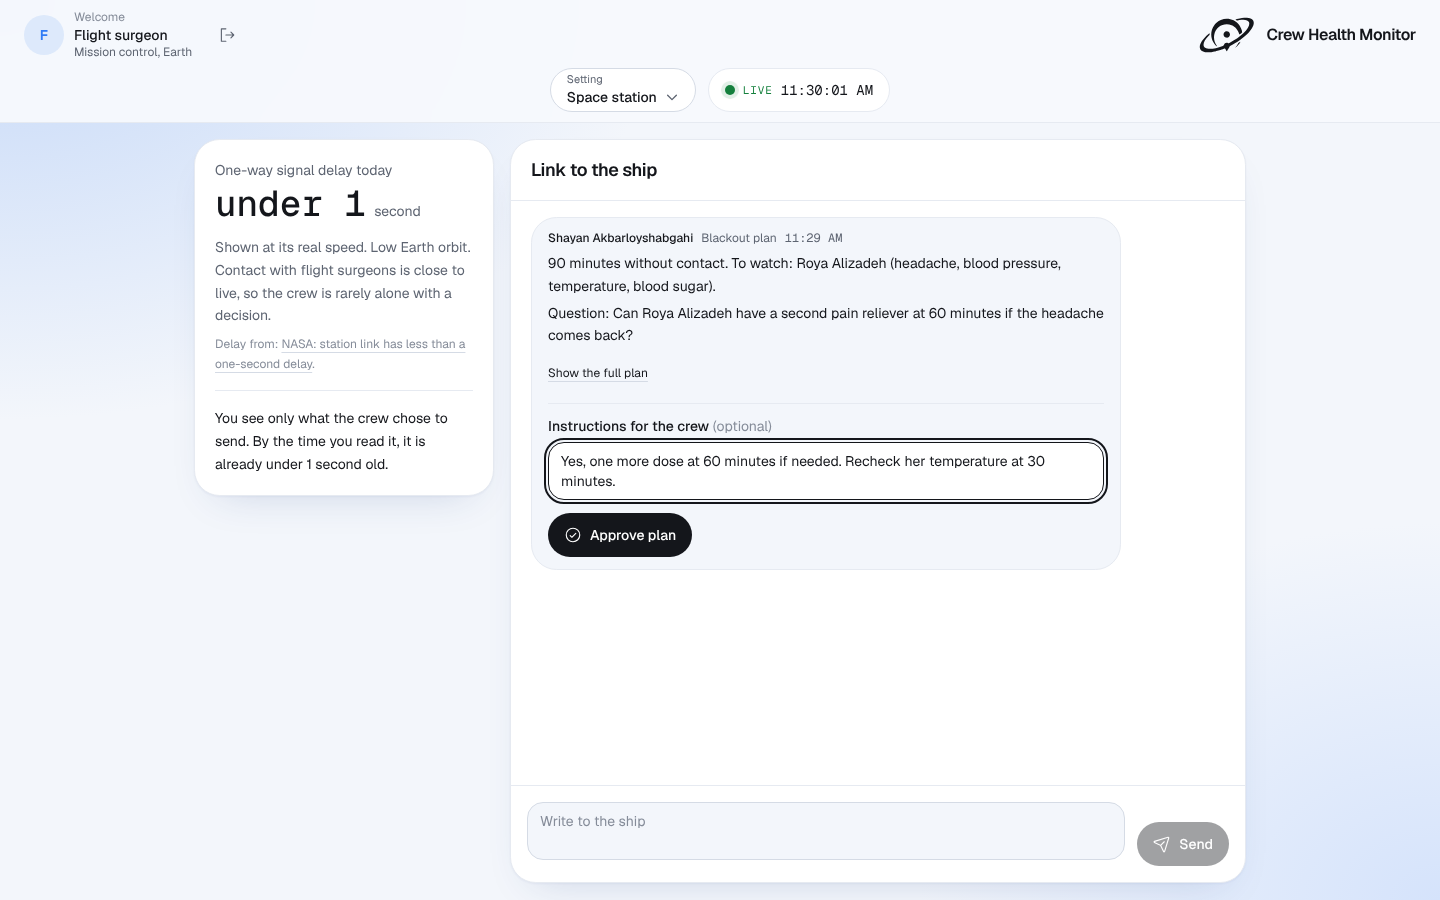 F
Welcome
Flight surgeon
Mission control, Earth
Crew Health Monitor
Setting
Space station
LIVE 11:30:01 AM
One-way signal delay today
under 1 second
Shown at its real speed. Low Earth orbit.
Contact with flight surgeons is close to
live, so the crew is rarely alone with a
decision.
Delay from: NASA: station link has less than a
one-second delay.
You see only what the crew chose to
send. By the time you read it, it is
already under 1 second old.
Link to the ship
Shayan Akbarloyshabgahi Blackout plan 11:29 AM
90 minutes without contact. To watch: Roya Alizadeh (headache, blood pressure,
temperature, blood sugar).
Question: Can Roya Alizadeh have a second pain reliever at 60 minutes if the headache
comes back?
Show the full plan
Instructions for the crew (optional)
Yes, one more dose at 60 minutes if needed. Recheck her temperature at 30
minutes.
Approve plan
Write to the ship
Send